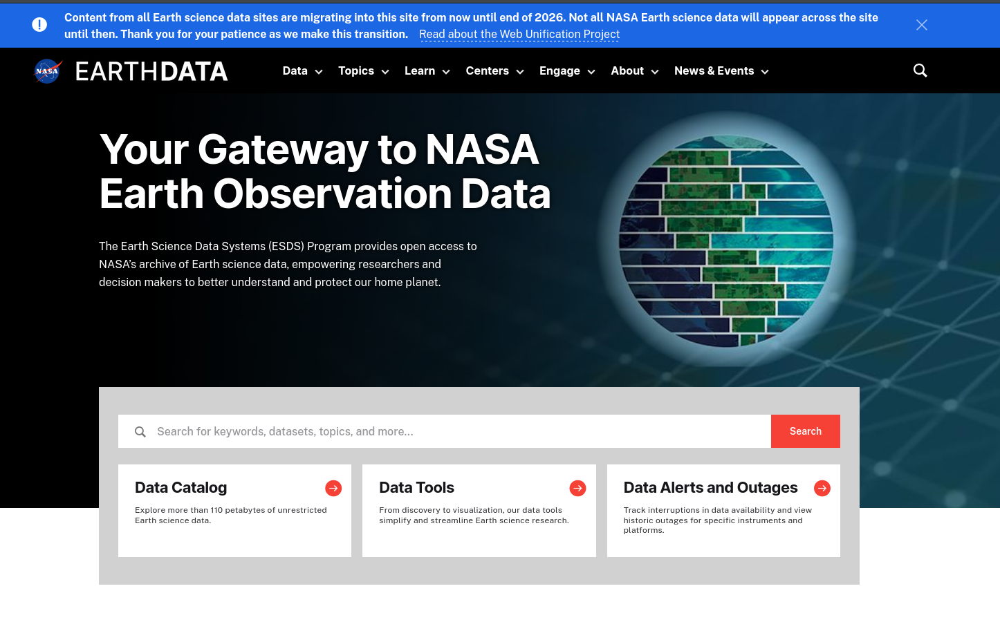 Content from all Earth science data sites are migrating into this site from now until end of 2026. Not all NASA Earth science data will appear across the site
until then. Thank you for your patience as we make this transition. Read about the Web Unification Project
NASA EARTHDATA
Data Topics Learn Centers Engage About News & Events
Your Gateway to NASA
Earth Observation Data
The Earth Science Data Systems (ESDS) Program provides open access to
NASA’s archive of Earth science data, empowering researchers and
decision makers to better understand and protect our home planet.
Search for keywords, datasets, topics, and more...
Search
Data Catalog
Explore more than 110 petabytes of unrestricted
Earth science data.
Data Tools
From discovery to visualization, our data tools
simplify and streamline Earth science research.
Data Alerts and Outages
Track interruptions in data availability and view
historic outages for specific instruments and
platforms.